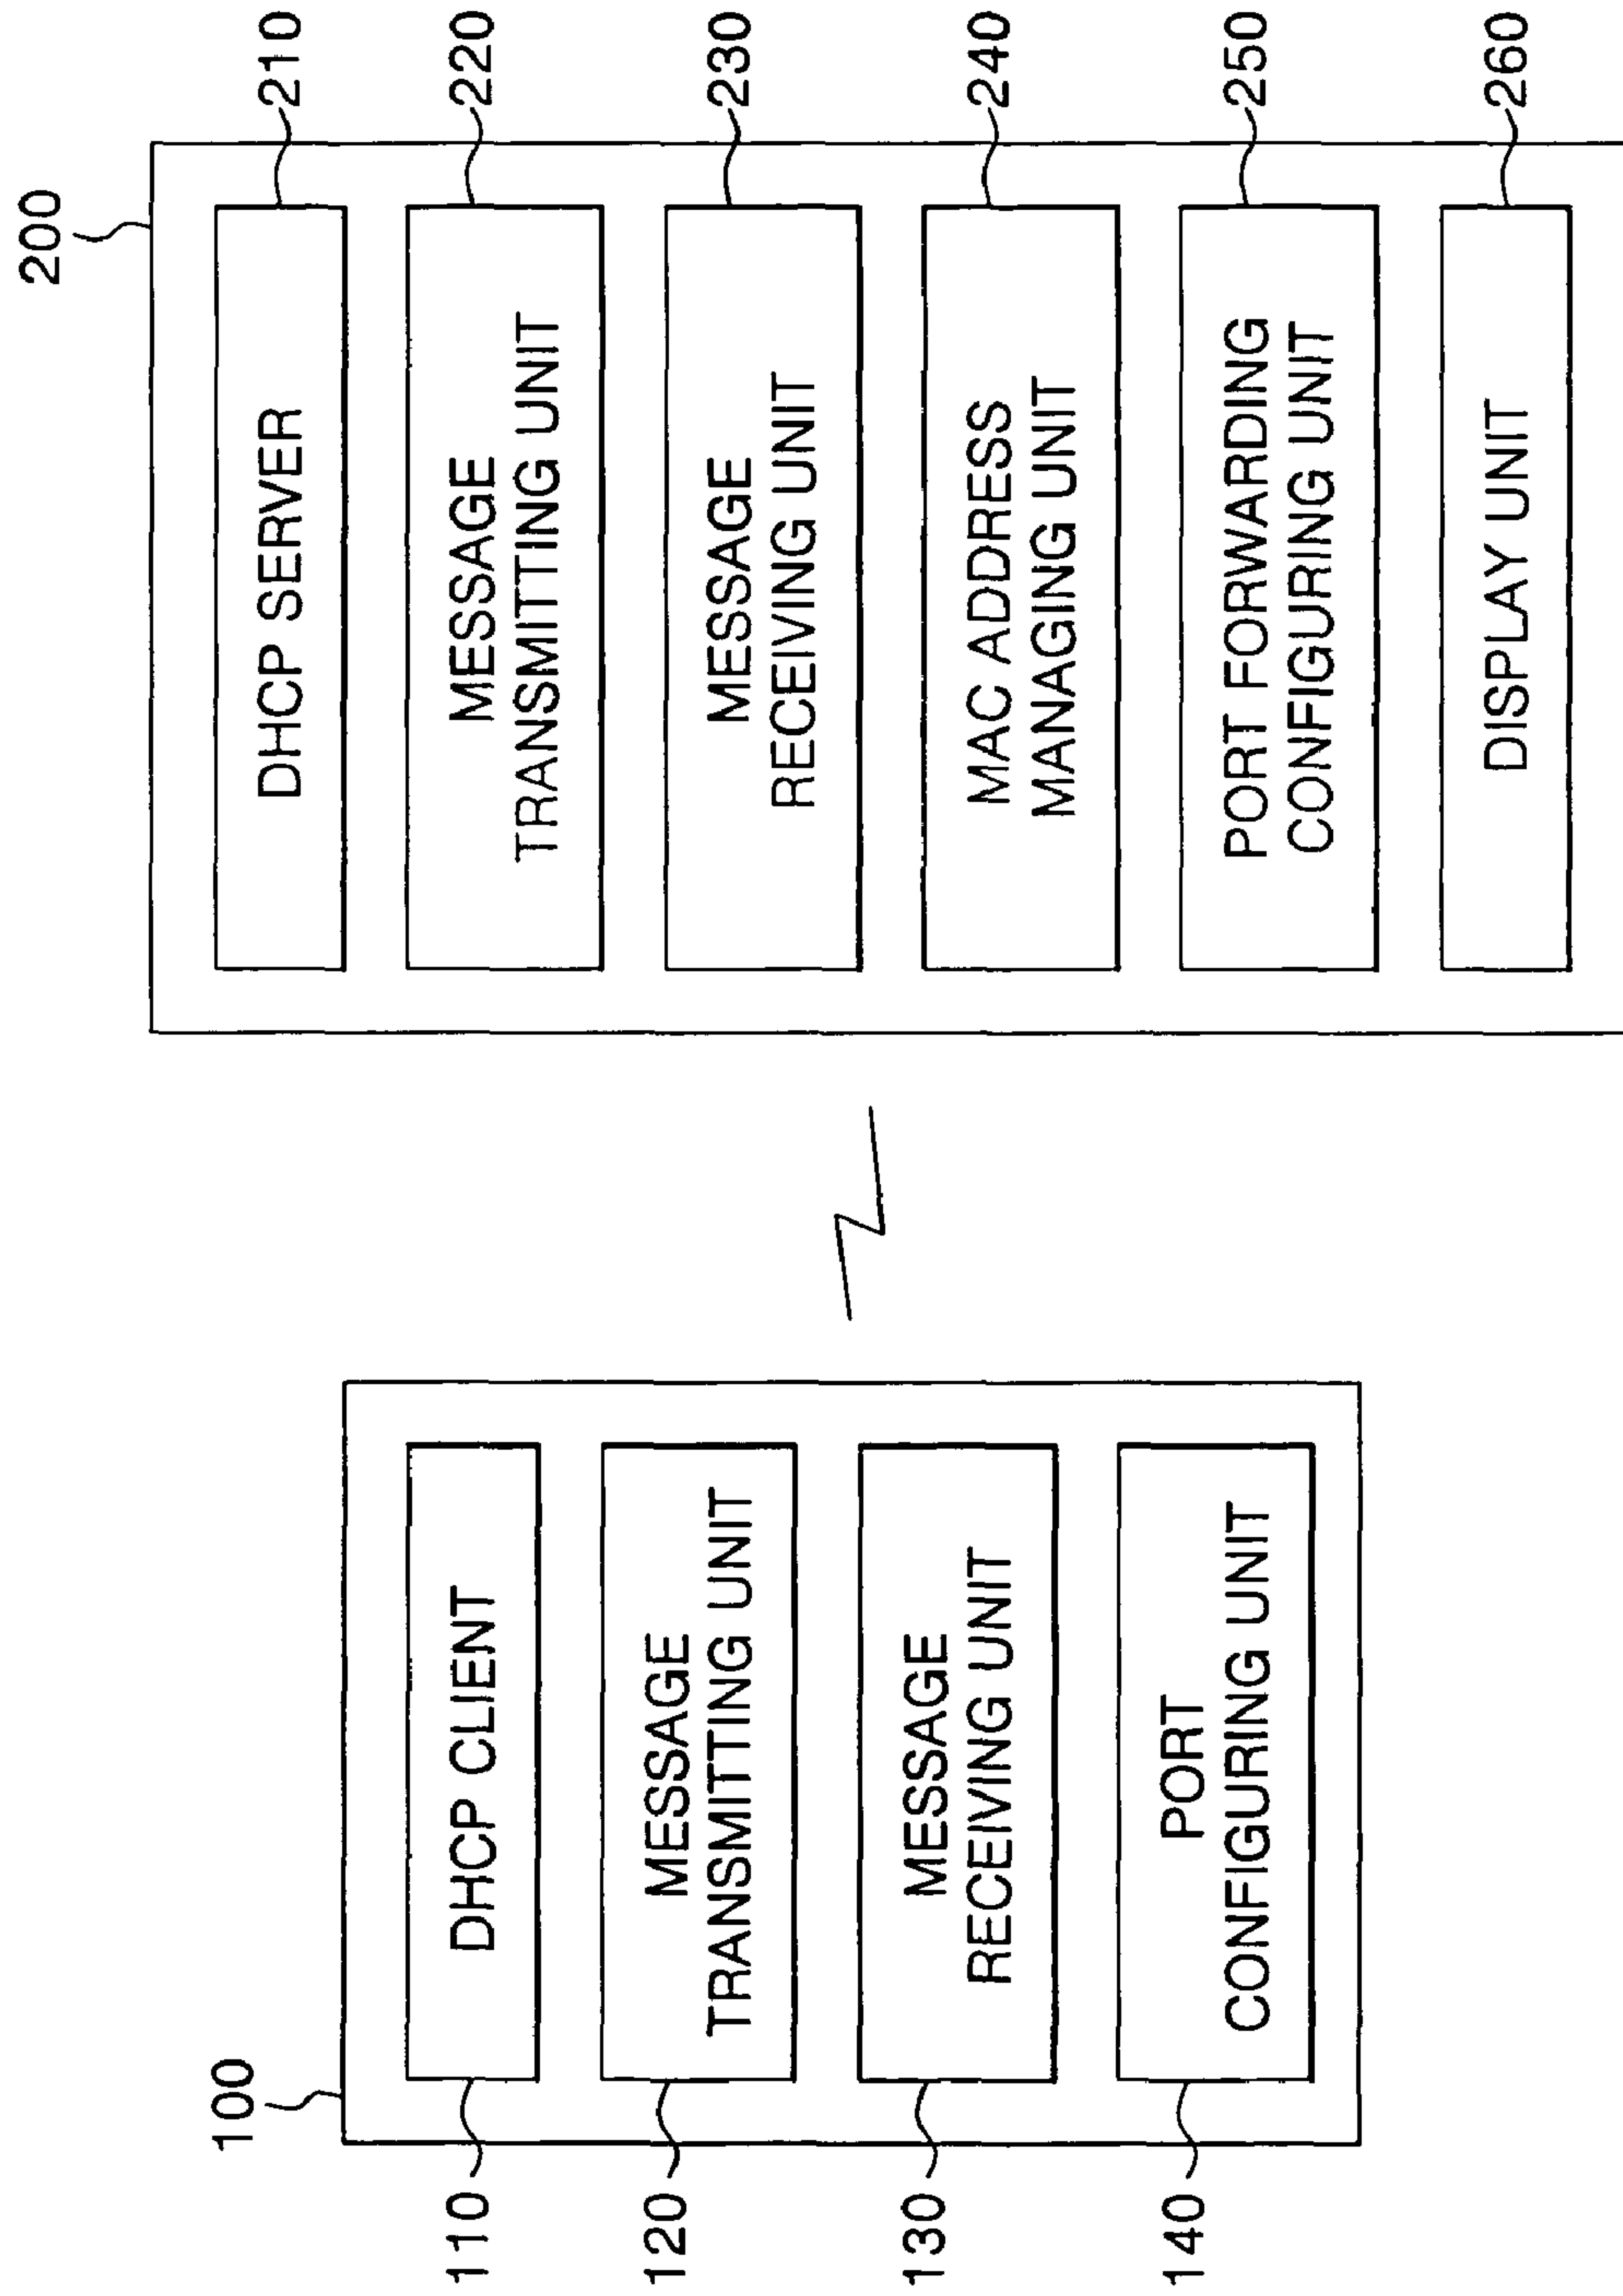 100
110
DHCP CLIENT
120
MESSAGE
TRANSMITTING UNIT
130
MESSAGE
RECEIVING UNIT
140
PORT
CONFIGURING UNIT
200
DHCP SERVER
210
MESSAGE
TRANSMITTING UNIT
220
MESSAGE
RECEIVING UNIT
230
MAC ADDRESS
MANAGING UNIT
240
PORT FORWARDING
CONFIGURING UNIT
250
DISPLAY UNIT
260